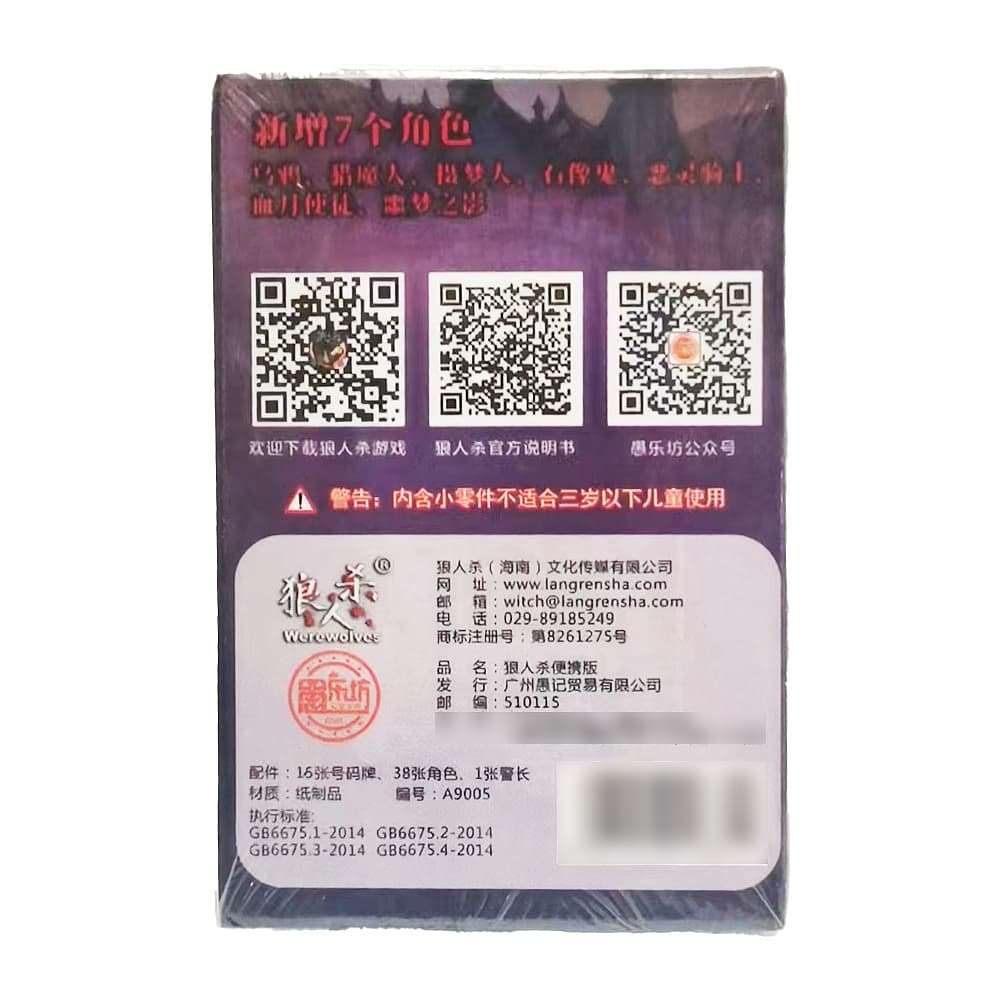 新增7个角色
乌鸦、猎魔人、摄梦人、石像鬼、恶灵骑士、
血月使徒、噩梦之影
欢迎下载狼人杀游戏
狼人杀官方说明书
愚乐坊公众号
警告：内含小零件不适合三岁以下儿童使用
狼人杀®
Werewolves
愚乐坊
狼人杀（海南）文化传媒有限公司
网 址：www.langrensha.com
邮 箱：witch@langrensha.com
电 话：029-89185249
商标注册号：第8261275号
品 名：狼人杀便携版
发 行：广州愚记贸易有限公司
邮 编：510115
配件：16张号码牌、38张角色、1张警长
材质：纸制品 编号：A9005
执行标准:
GB6675.1-2014 GB6675.2-2014
GB6675.3-2014 GB6675.4-2014